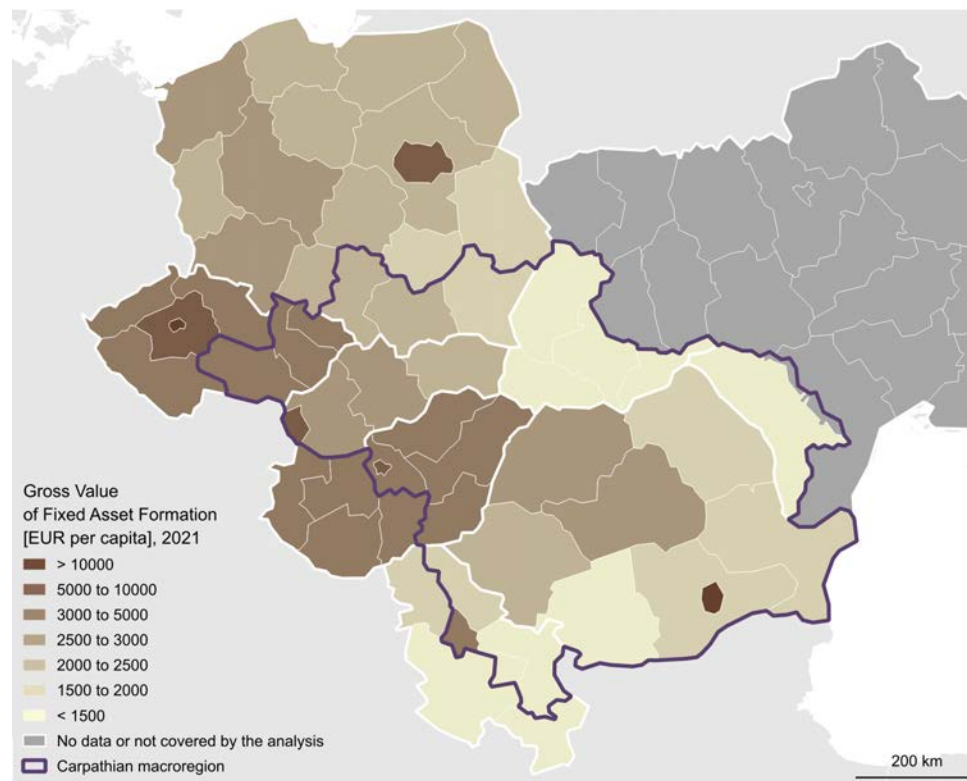 Gross Value
of Fixed Asset Formation
[EUR per capita], 2021
> 10000
5000 to 10000
3000 to 5000
2500 to 3000
2000 to 2500
1500 to 2000
< 1500
No data or not covered by the analysis
Carpathian macroregion
200 km